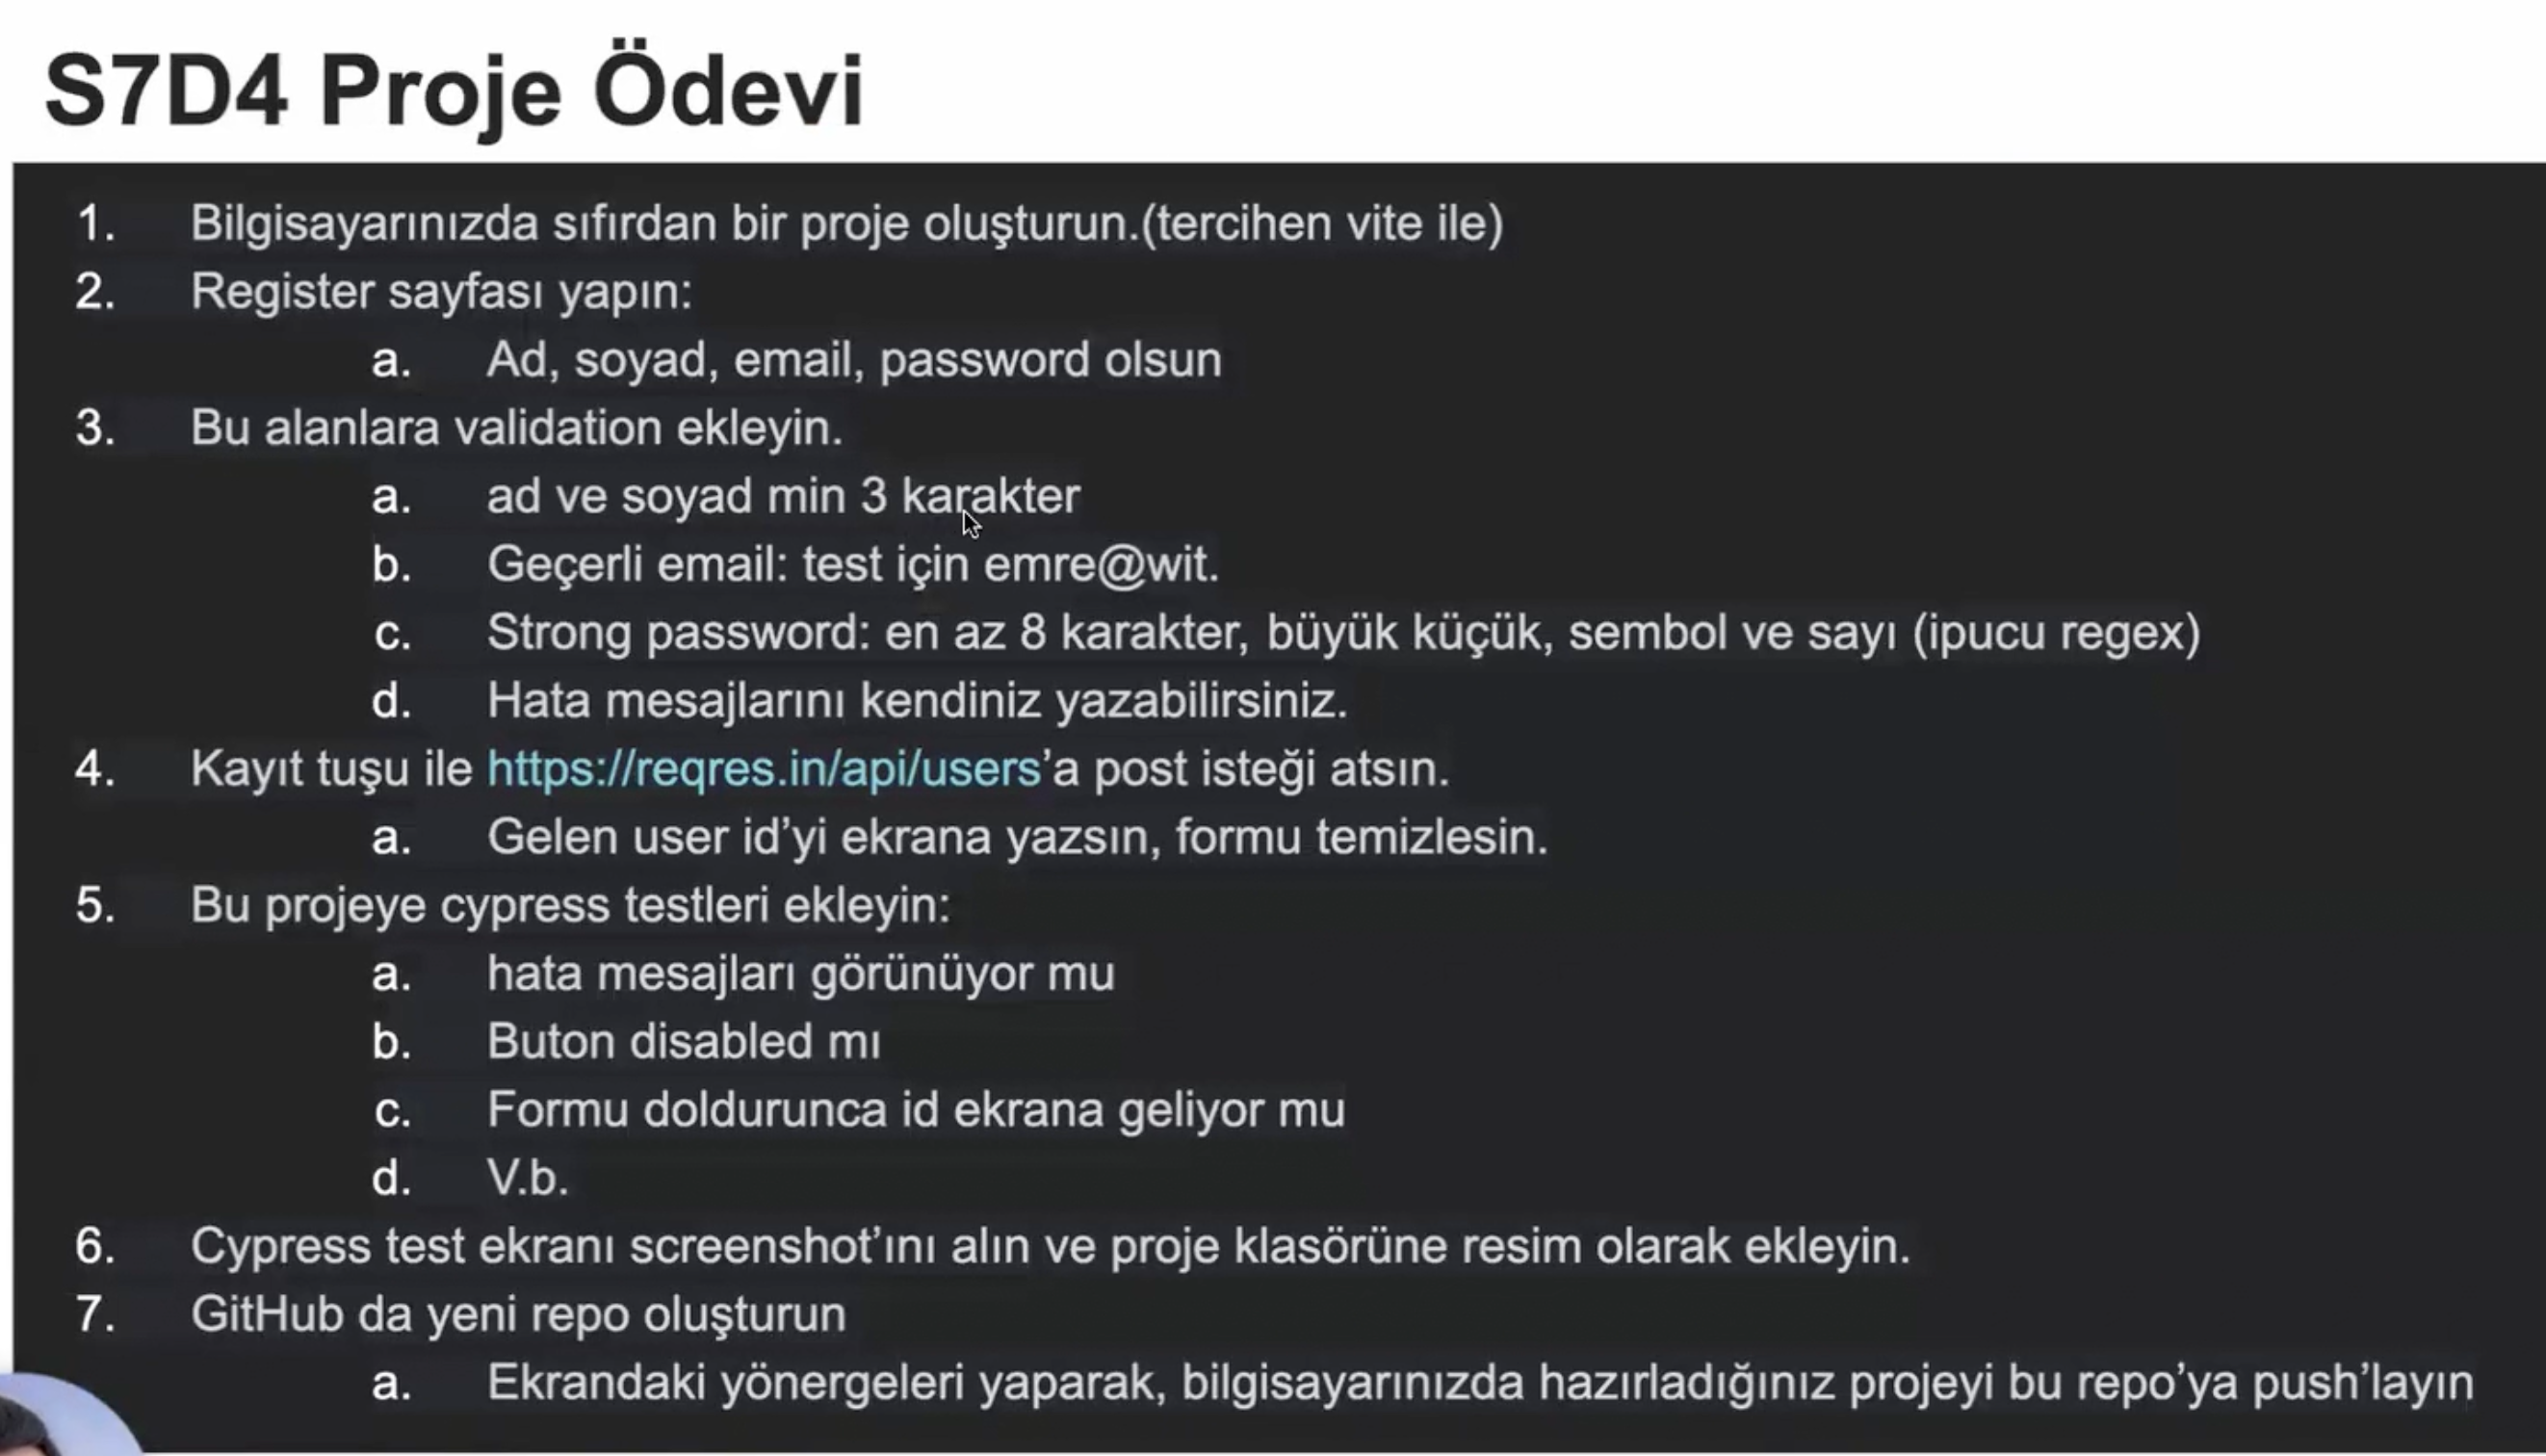 S7D4 Proje Ödevi
1. Bilgisayarınızda sıfırdan bir proje oluşturun.(tercihen vite ile)
2. Register sayfası yapın:
a. Ad, soyad, email, password olsun
3. Bu alanlara validation ekleyin.
a. ad ve soyad min 3 karakter
b. Geçerli email: test için emre@wit.
c. Strong password: en az 8 karakter, büyük küçük, sembol ve sayı (ipucu regex)
d. Hata mesajlarını kendiniz yazabilirsiniz.
4. Kayıt tuşu ile https://reqres.in/api/users’a post isteği atsın.
a. Gelen user id’yi ekrana yazsın, formu temizlesin.
5. Bu projeye cypress testleri ekleyin:
a. hata mesajları görünüyor mu
b. Buton disabled mı
c. Formu doldurunca id ekrana geliyor mu
d. V.b.
6. Cypress test ekranı screenshot’ını alın ve proje klasörüne resim olarak ekleyin.
7. GitHub da yeni repo oluşturun
a. Ekrandaki yönergeleri yaparak, bilgisayarınızda hazırladığınız projeyi bu repo’ya push’layın